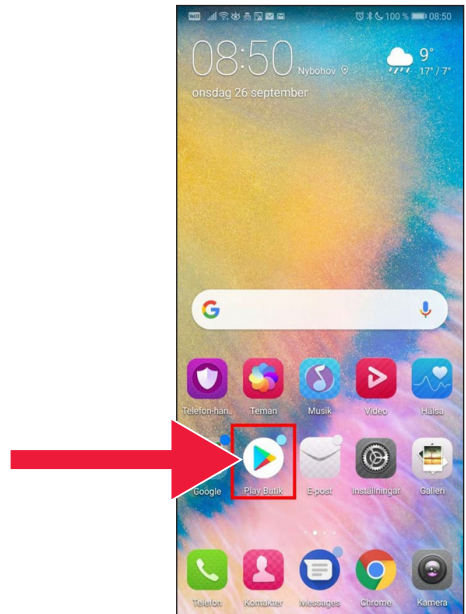 100 % 08:50
08:50 Nybohov 9°
17° / 7°
onsdag 26 september
Telefon-han.. Teman Musik Video Hälsa
Google Play Butik E-post Inställningar Galleri
Telefon Kontakter Messages Chrome Kamera